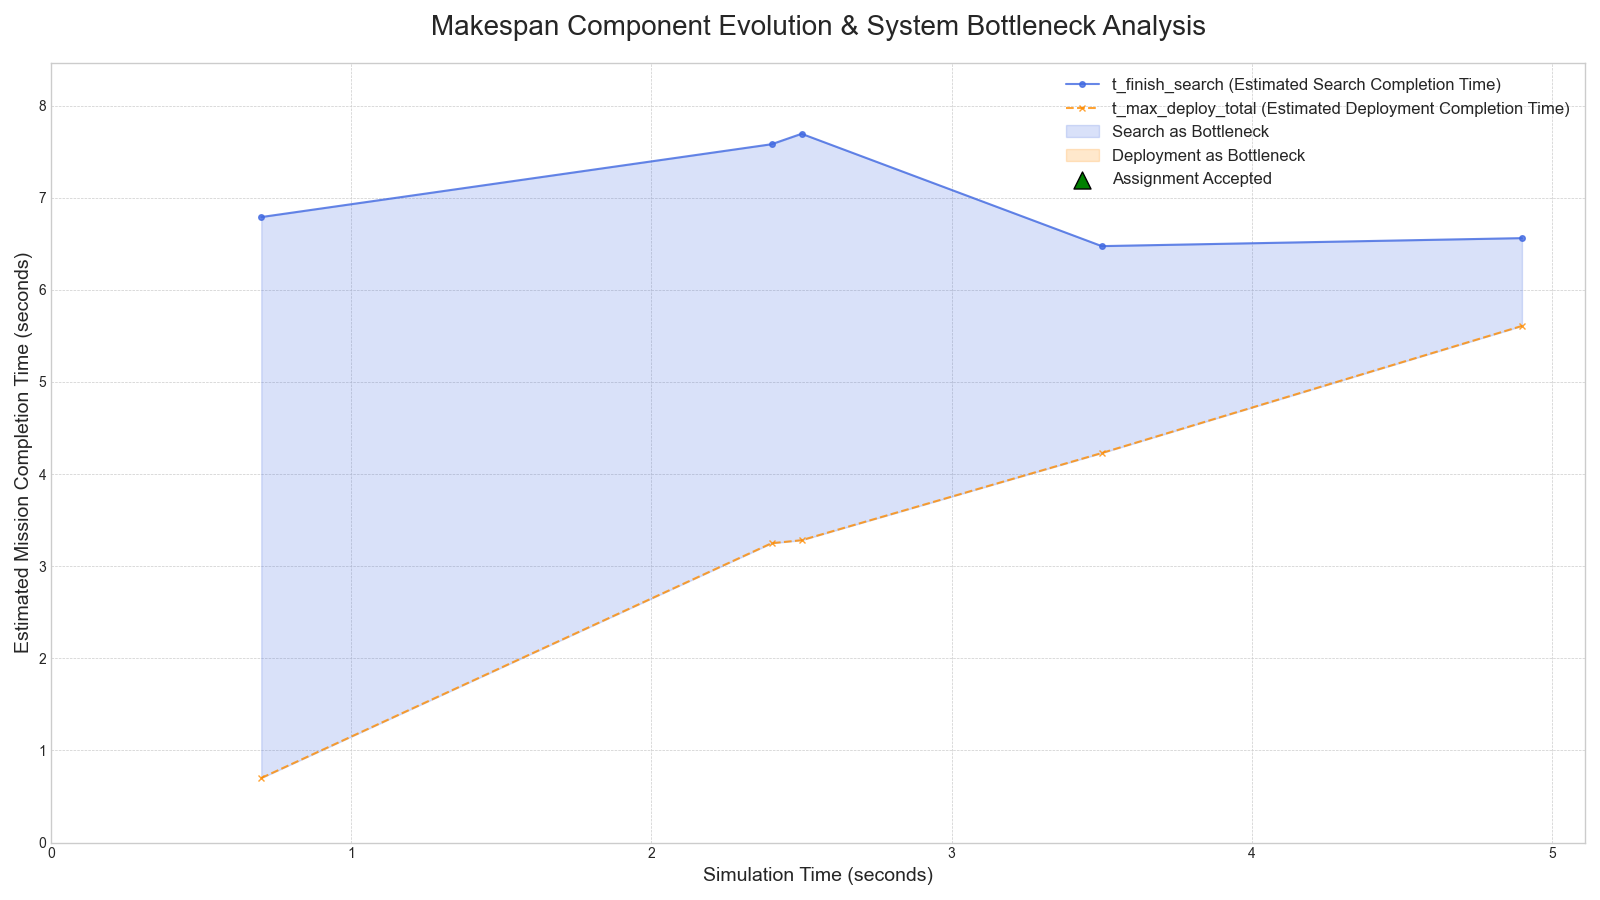 Makespan Component Evolution & System Bottleneck Analysis
t_finish_search (Estimated Search Completion Time)
t_max_deploy_total (Estimated Deployment Completion Time)
Search as Bottleneck
Deployment as Bottleneck
Assignment Accepted
Estimated Mission Completion Time (seconds)
8
7
6
5
4
3
2
1
0
0 1 2 3 4 5
Simulation Time (seconds)